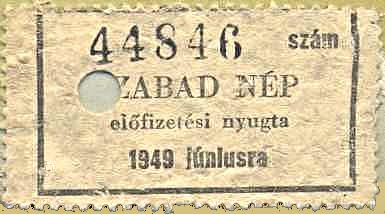 44846 szám
ZABAD NÉP
előfizetési nyugta
1949 júniusra